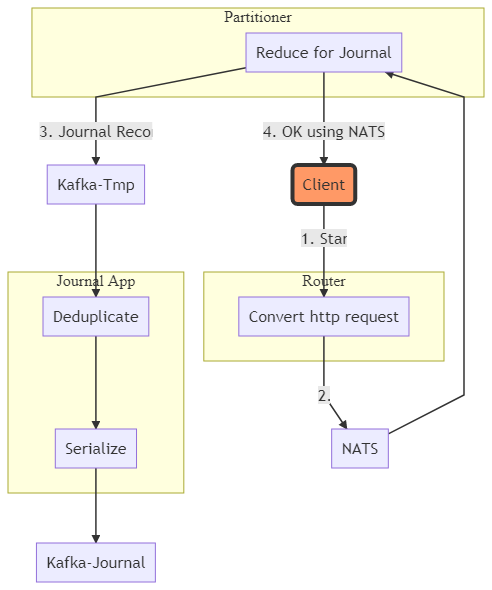 Partitioner
Reduce for Journal
3. Journal Reco
4. OK using NATS
Kafka-Tmp
Client
1. Star
Journal App
Router
Deduplicate
Convert http request
2.
Serialize
NATS
Kafka-Journal